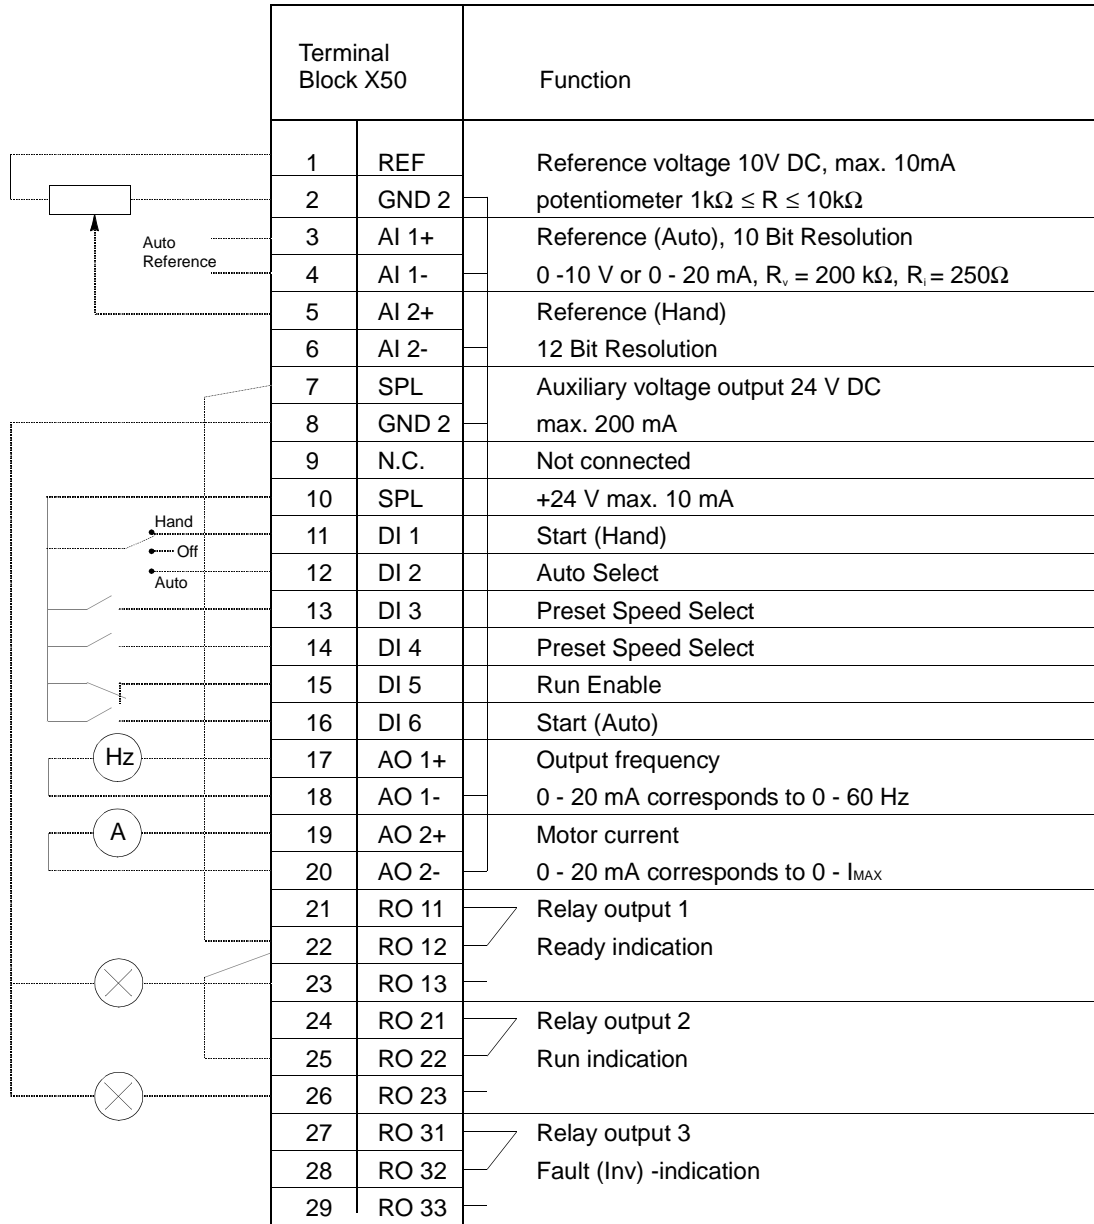 Terminal
Block X50 Function
1 REF Reference voltage 10V DC, max. 10mA
2 GND 2 potentiometer 1kΩ ≤ R ≤ 10kΩ
Auto
Reference
3 AI 1+ Reference (Auto), 10 Bit Resolution
4 AI 1- 0 -10 V or 0 - 20 mA, Rv = 200 kΩ, Ri = 250Ω
5 AI 2+ Reference (Hand)
6 AI 2- 12 Bit Resolution
7 SPL Auxiliary voltage output 24 V DC
8 GND 2 max. 200 mA
9 N.C. Not connected
10 SPL +24 V max. 10 mA
Hand
11 DI 1 Start (Hand)
Off
12 DI 2 Auto Select
Auto
13 DI 3 Preset Speed Select
14 DI 4 Preset Speed Select
15 DI 5 Run Enable
16 DI 6 Start (Auto)
Hz 17 AO 1+ Output frequency
18 AO 1- 0 - 20 mA corresponds to 0 - 60 Hz
A 19 AO 2+ Motor current
20 AO 2- 0 - 20 mA corresponds to 0 - IMAX
21 RO 11 Relay output 1
22 RO 12 Ready indication
23 RO 13
24 RO 21 Relay output 2
25 RO 22 Run indication
26 RO 23
27 RO 31 Relay output 3
28 RO 32 Fault (Inv) -indication
29 RO 33